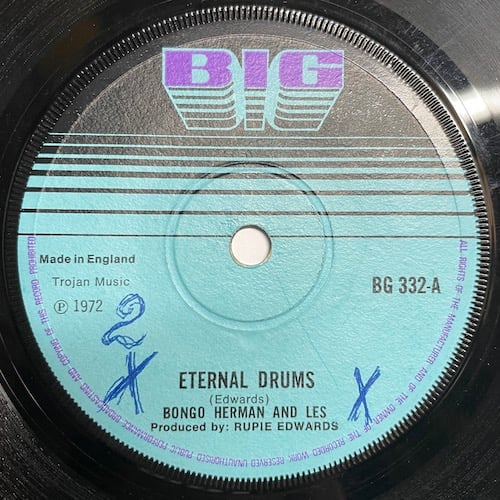 BIG
Made in England
Trojan Music
℗ 1972
BG 332-A
2
X
X
ETERNAL DRUMS
(Edwards)
BONGO HERMAN AND LES
Produced by: RUPIE EDWARDS
ALL RIGHTS OF THE MANUFACTURER AND OF THE OWNER OF THE RECORDED WORK RESERVED UNAUTHORISED PUBLIC PERFORMANCE BROADCASTING AND COPYING OF THIS RECORD PROHIBITED